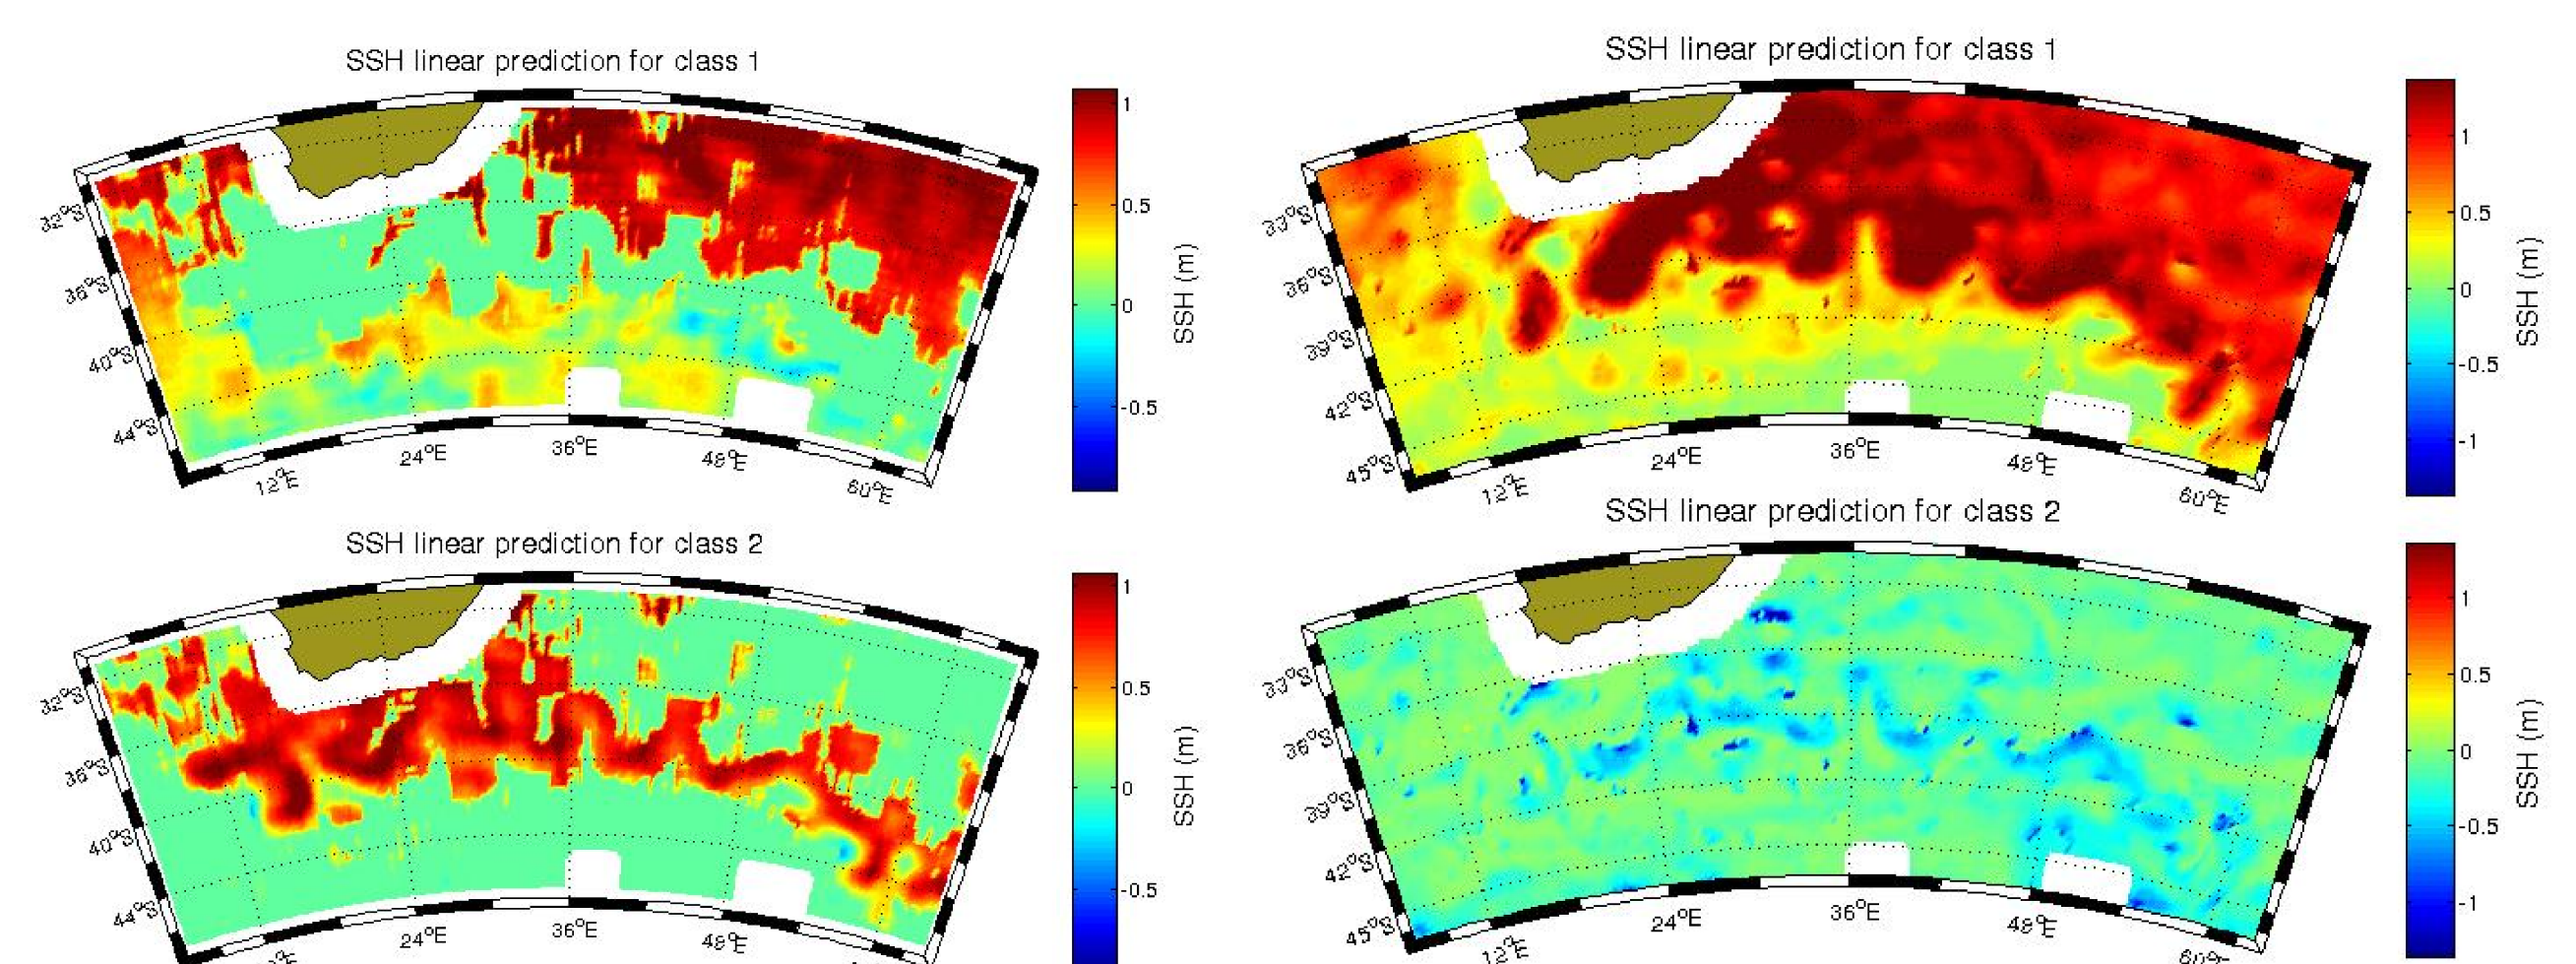 SSH linear prediction for class 1
1
0.5
0
-0.5
SSH (m)
32°S
36°S
40°S
44°S
12°E
24°E
36°E
48°E
60°E
SSH linear prediction for class 1
1
0.5
0
-0.5
-1
SSH (m)
33°S
36°S
39°S
42°S
45°S
12°E
24°E
36°E
48°E
60°E
SSH linear prediction for class 2
1
0.5
0
-0.5
SSH (m)
32°S
36°S
40°S
44°S
24°E
36°E
48°E
SSH linear prediction for class 2
1
0.5
0
-0.5
-1
SSH (m)
33°S
36°S
39°S
42°S
45°S
12°E
24°E
36°E
48°E
60°E